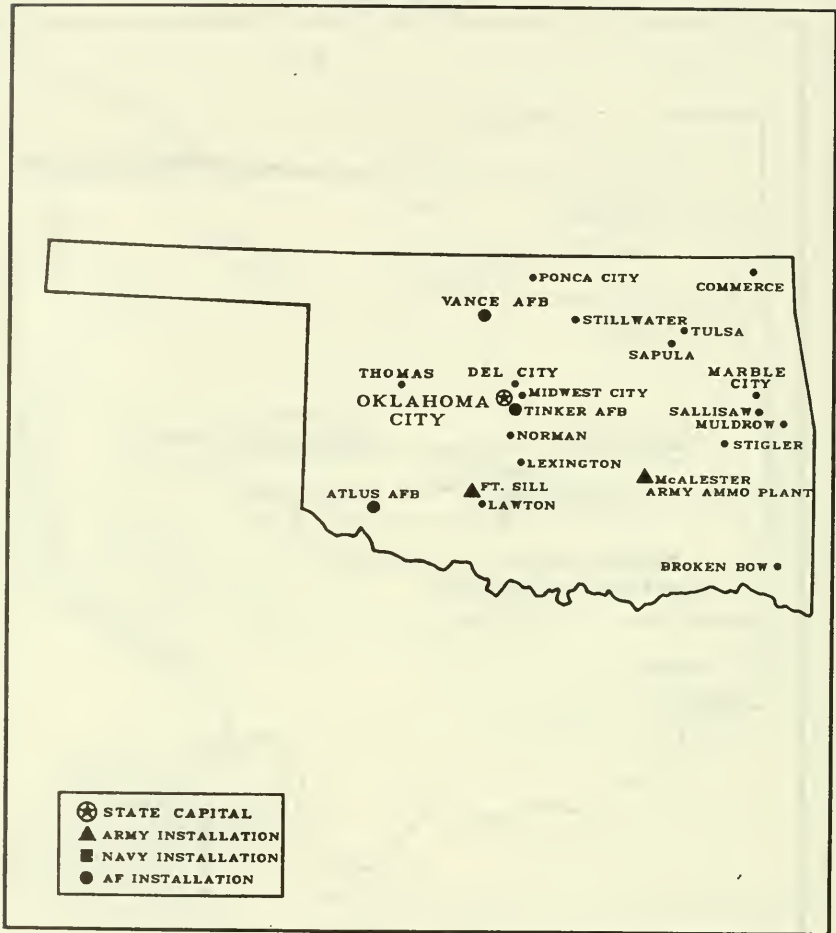 PONCA CITY
COMMERCE
VANCE AFB
STILLWATER
TULSA
SAPULA
THOMAS
DEL CITY
MARBLE
CITY
OKLAHOMA
CITY
MIDWEST CITY
TINKER AFB
SALLISAW
MULDROW
NORMAN
STIGLER
LEXINGTON
ATLUS AFB
FT. SILL
LAWTON
McALESTER
ARMY AMMO PLANT
BROKEN BOW
STATE CAPITAL
ARMY INSTALLATION
NAVY INSTALLATION
AF INSTALLATION